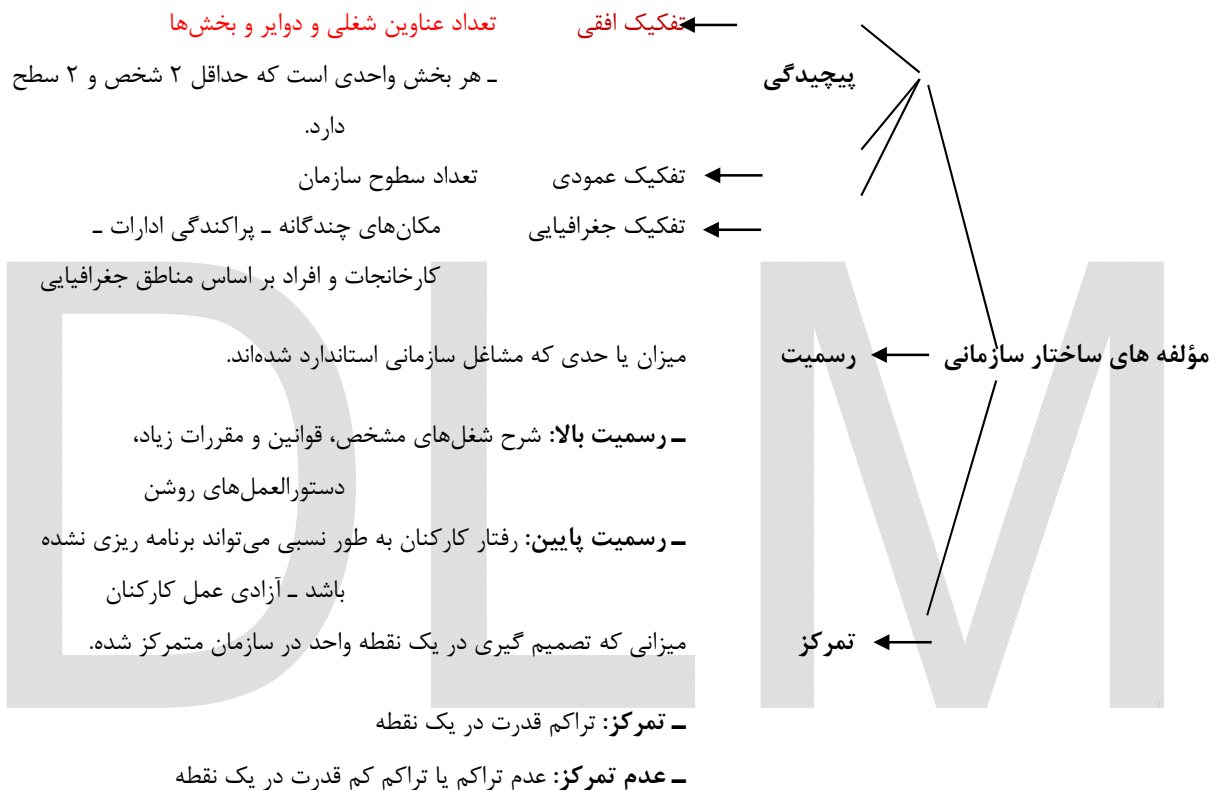 تفکیک افقی تعداد عناوین شغلی و دوایر و بخش‌ها
پیچیدگی ـ هر بخش واحدی است که حداقل ۲ شخص و ۲ سطح
دارد.
تفکیک عمودی تعداد سطوح سازمان
تفکیک جغرافیایی مکان‌های چندگانه ـ پراکندگی ادارات ـ
کارخانجات و افراد بر اساس مناطق جغرافیایی
مؤلفه های ساختار سازمانی رسمیت میزان یا حدی که مشاغل سازمانی استاندارد شده‌اند.
ـ رسمیت بالا: شرح شغل‌های مشخص، قوانین و مقررات زیاد،
دستورالعمل‌های روشن
ـ رسمیت پایین: رفتار کارکنان به طور نسبی می‌تواند برنامه ریزی نشده
باشد ـ آزادی عمل کارکنان
تمرکز میزانی که تصمیم گیری در یک نقطه واحد در سازمان متمرکز شده.
ـ تمرکز: تراکم قدرت در یک نقطه
ـ عدم تمرکز: عدم تراکم یا تراکم کم قدرت در یک نقطه
DLM